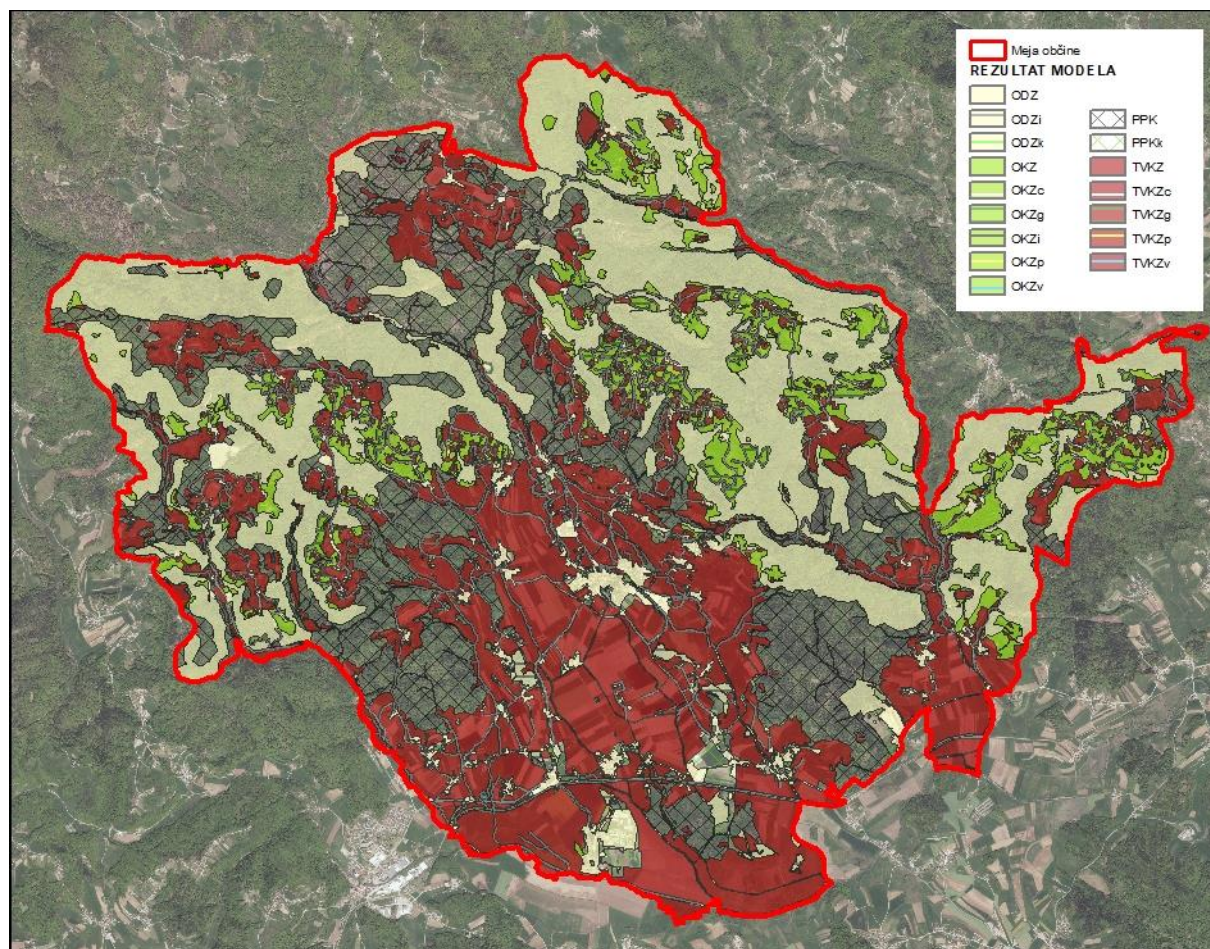 Meja občine
REZULTAT MODELA
ODZ
ODZi
ODZk
OKZ
OKZc
OKZg
OKZi
OKZp
OKZv
PPK
PPKk
TVKZ
TVKZc
TVKZg
TVKZp
TVKZv